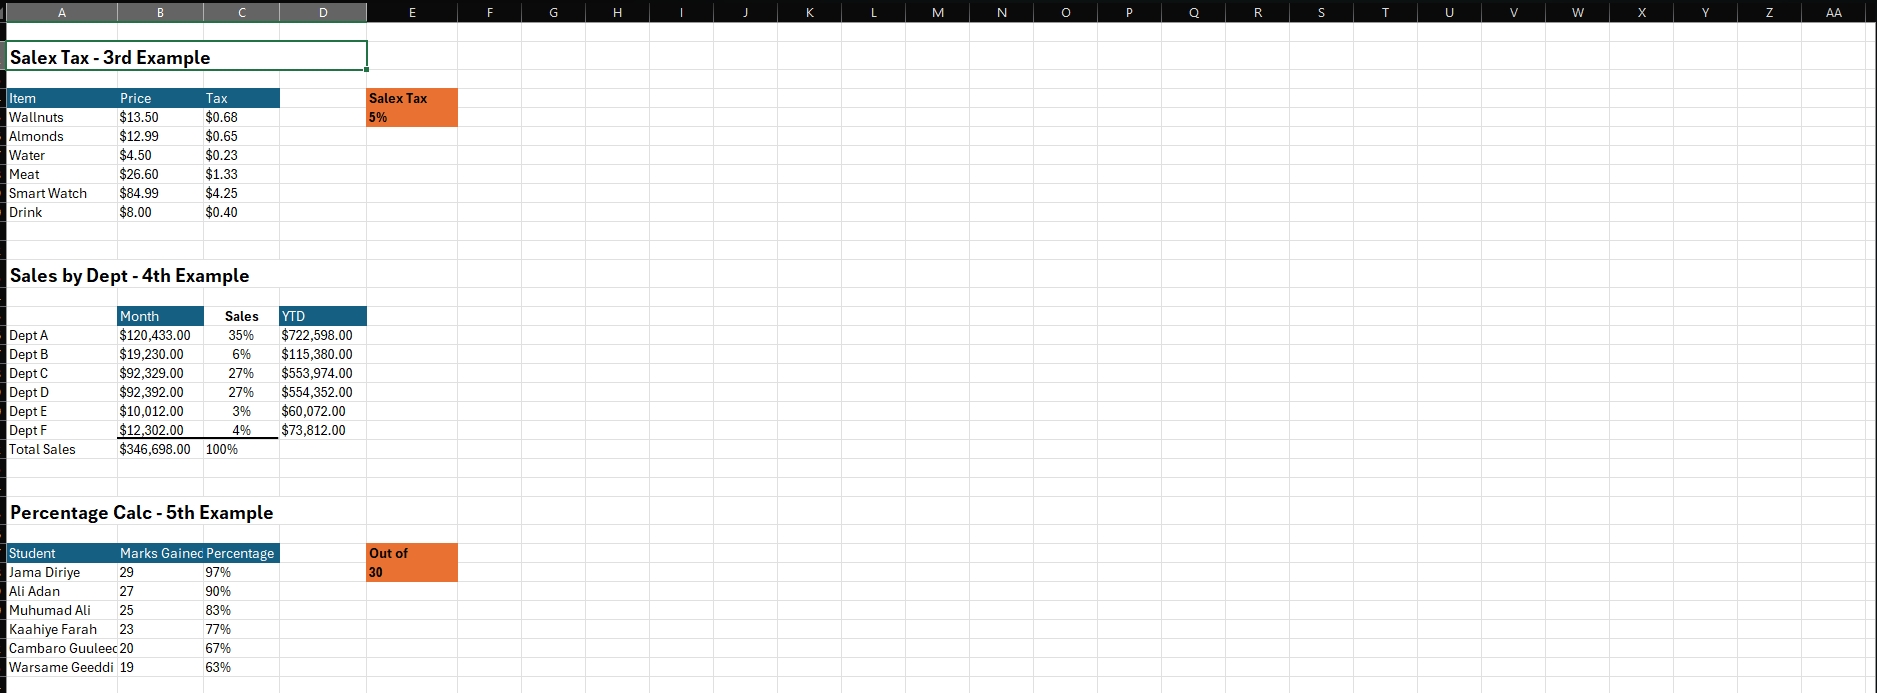 A B C D E F G H I J K L M N O P Q R S T U V W X Y Z AA
Salex Tax - 3rd Example
Item Price Tax Salex Tax
Wallnuts $13.50 $0.68 5%
Almonds $12.99 $0.65
Water $4.50 $0.23
Meat $26.60 $1.33
Smart Watch $84.99 $4.25
Drink $8.00 $0.40
Sales by Dept - 4th Example
Month Sales YTD
Dept A $120,433.00 35% $722,598.00
Dept B $19,230.00 6% $115,380.00
Dept C $92,329.00 27% $553,974.00
Dept D $92,392.00 27% $554,352.00
Dept E $10,012.00 3% $60,072.00
Dept F $12,302.00 4% $73,812.00
Total Sales $346,698.00 100%
Percentage Calc - 5th Example
Student Marks Gained Percentage Out of
Jama Diriye 29 97% 30
Ali Adan 27 90%
Muhumad Ali 25 83%
Kaahiye Farah 23 77%
Cambaro Guuleed 20 67%
Warsame Geeddi 19 63%